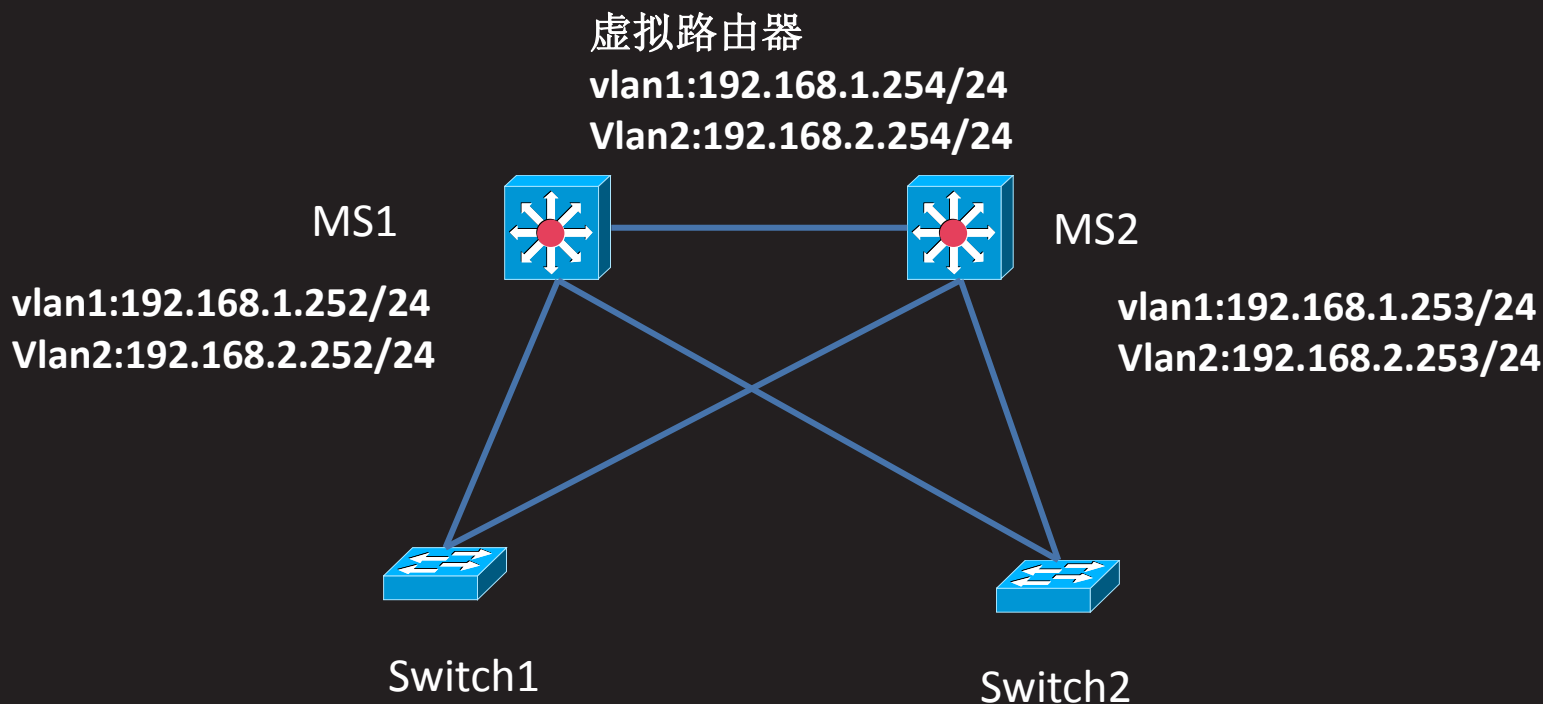 虚拟路由器
vlan1:192.168.1.254/24
Vlan2:192.168.2.254/24
MS1
MS2
vlan1:192.168.1.252/24
Vlan2:192.168.2.252/24
vlan1:192.168.1.253/24
Vlan2:192.168.2.253/24
Switch1
Switch2